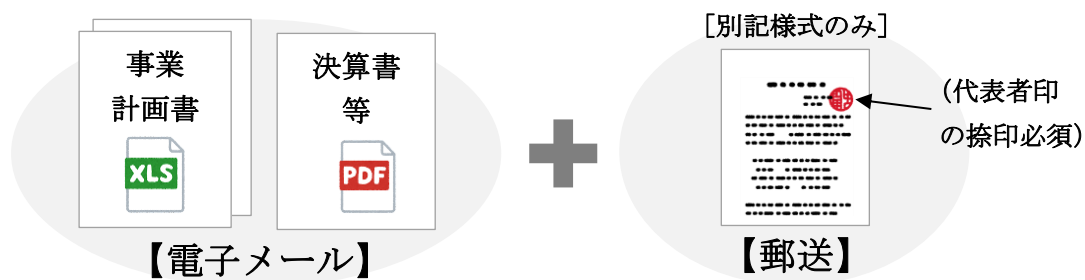 事業
計画書
XLS
決算書
等
PDF
【電子メール】
［別記様式のみ］
（代表者印
の捺印必須）
【郵送】